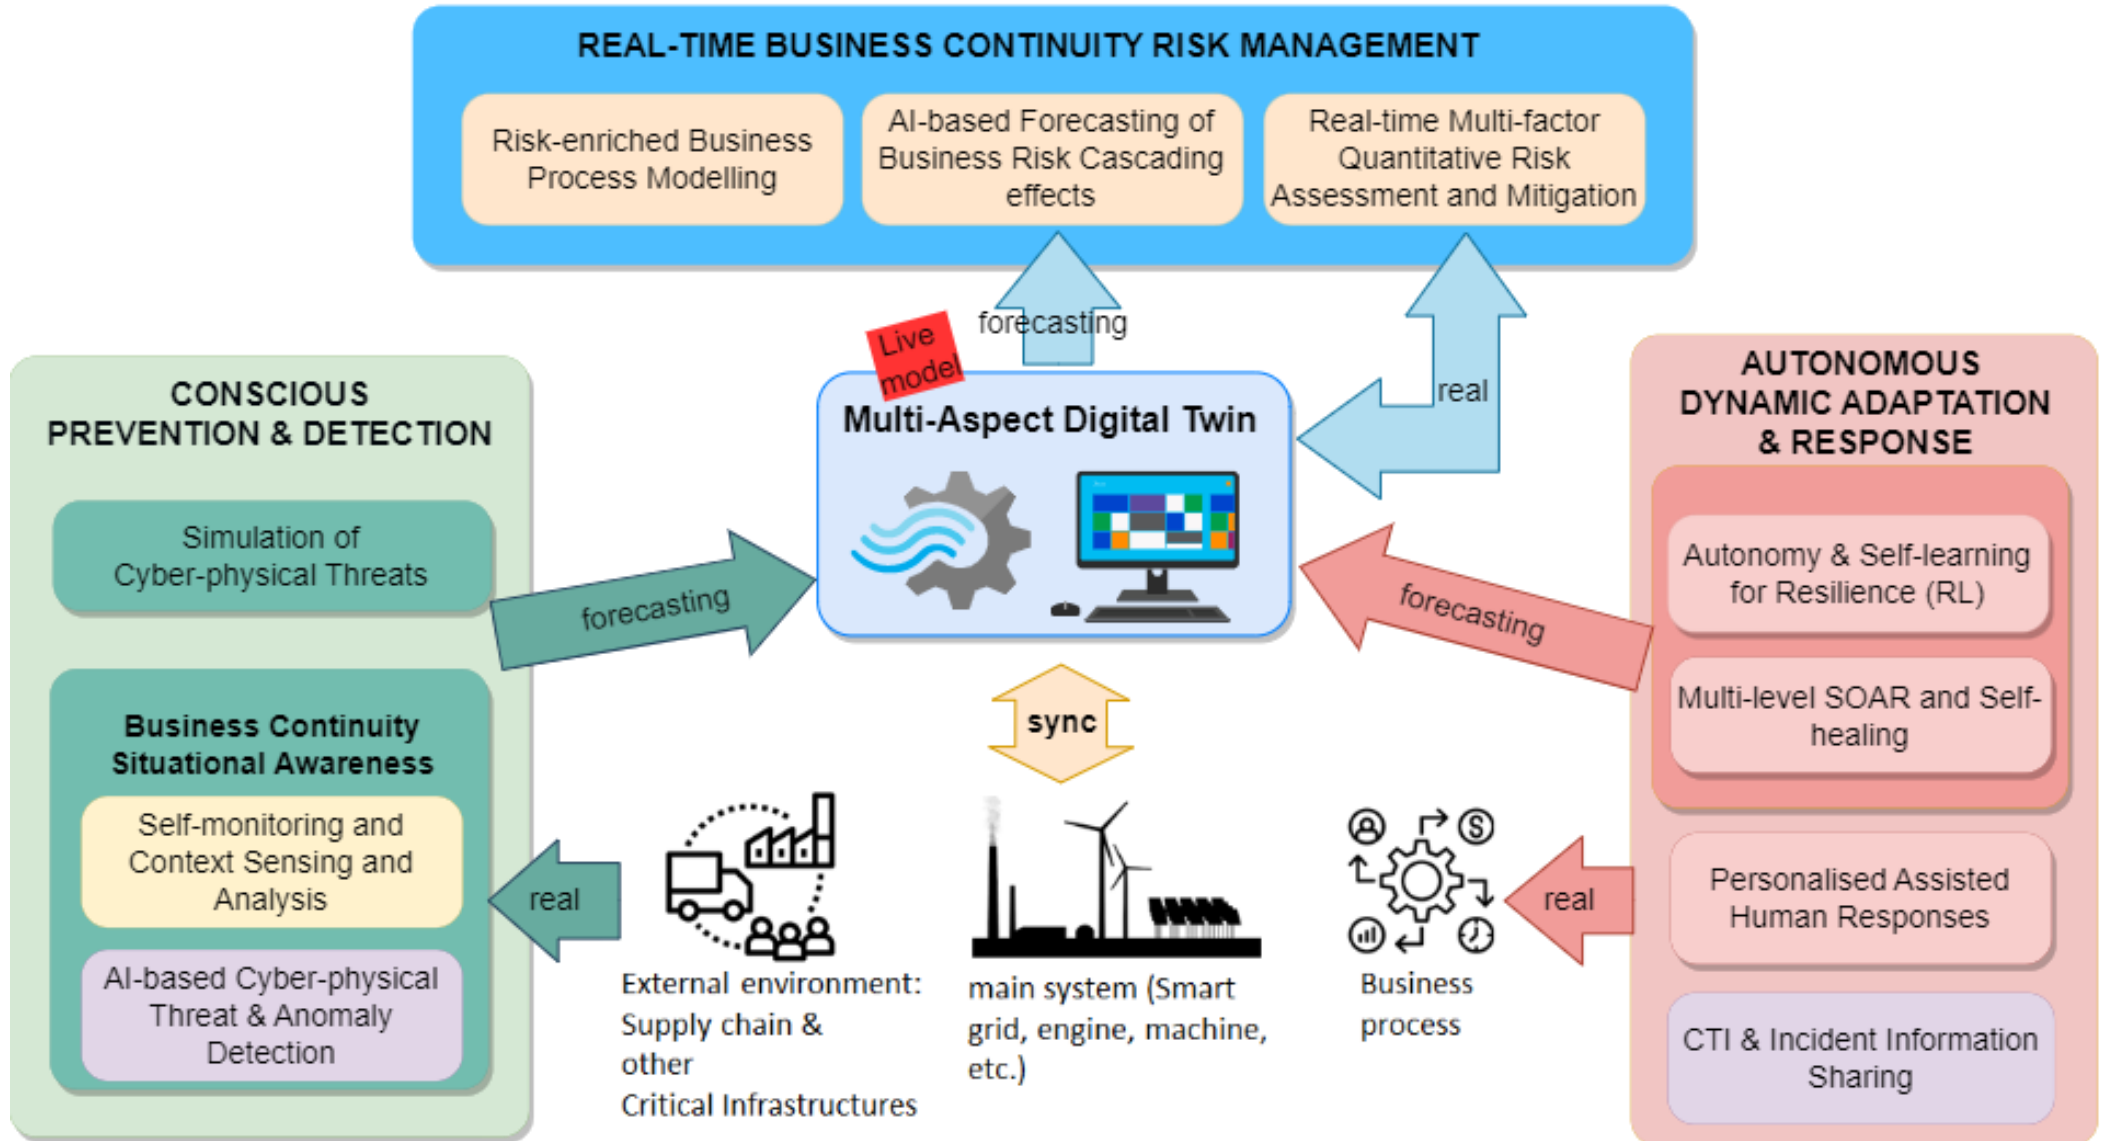 REAL-TIME BUSINESS CONTINUITY RISK MANAGEMENT
Risk-enriched Business
Process Modelling
AI-based Forecasting of
Business Risk Cascading
effects
Real-time Multi-factor
Quantitative Risk
Assessment and Mitigation
forecasting
real
Live
model
Multi-Aspect Digital Twin
CONSCIOUS
PREVENTION & DETECTION
Simulation of
Cyber-physical Threats
forecasting
Business Continuity
Situational Awareness
Self-monitoring and
Context Sensing and
Analysis
AI-based Cyber-physical
Threat & Anomaly
Detection
real
sync
External environment:
Supply chain &
other
Critical Infrastructures
main system (Smart
grid, engine, machine,
etc.)
Business
process
AUTONOMOUS
DYNAMIC ADAPTATION
& RESPONSE
Autonomy & Self-learning
for Resilience (RL)
Multi-level SOAR and Self-
healing
forecasting
Personalised Assisted
Human Responses
real
CTI & Incident Information
Sharing